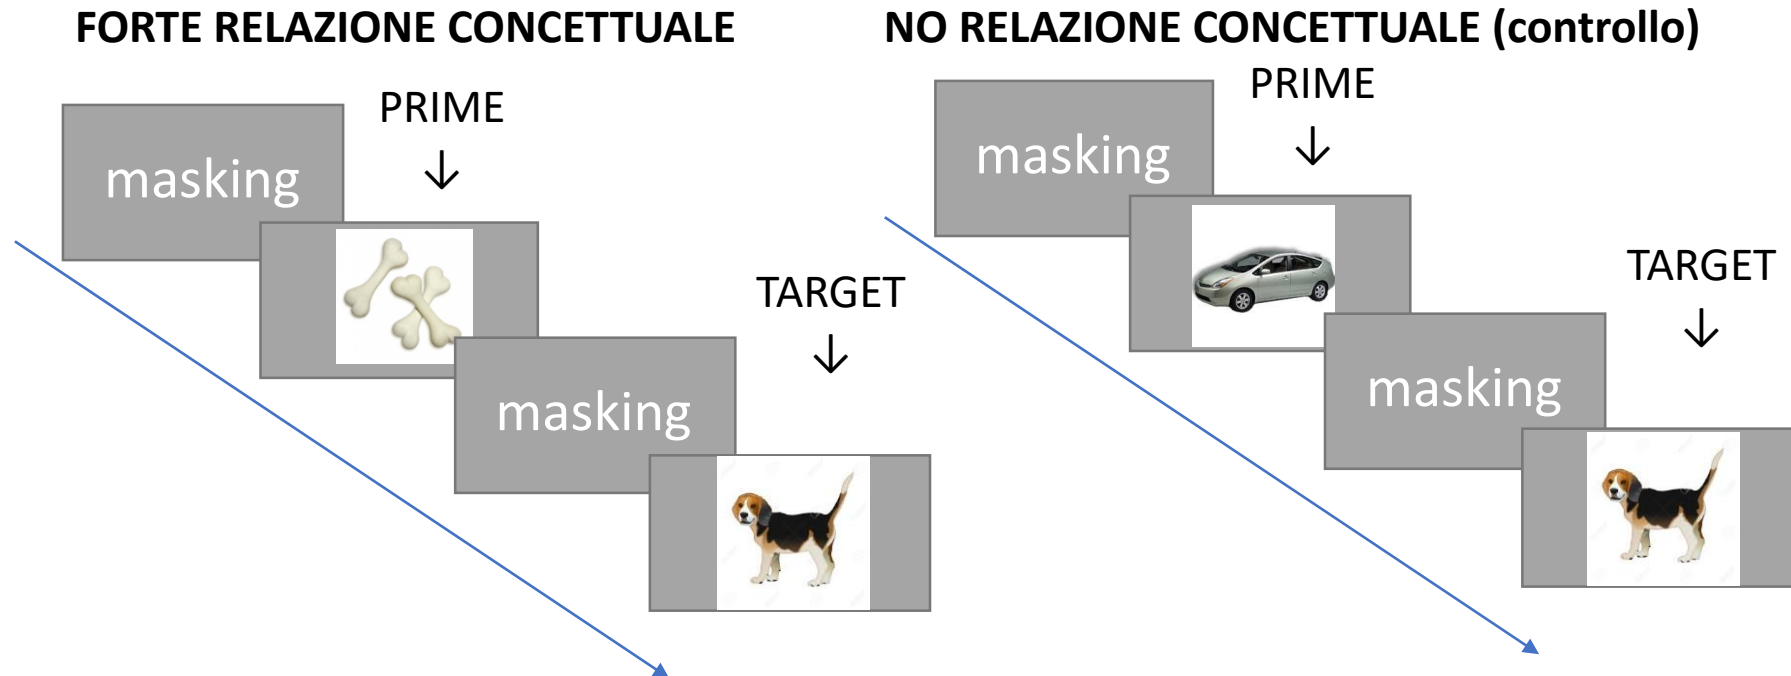 FORTE RELAZIONE CONCETTUALE
PRIME
↓
masking
TARGET
↓
masking
NO RELAZIONE CONCETTUALE (controllo)
PRIME
↓
masking
TARGET
↓
masking